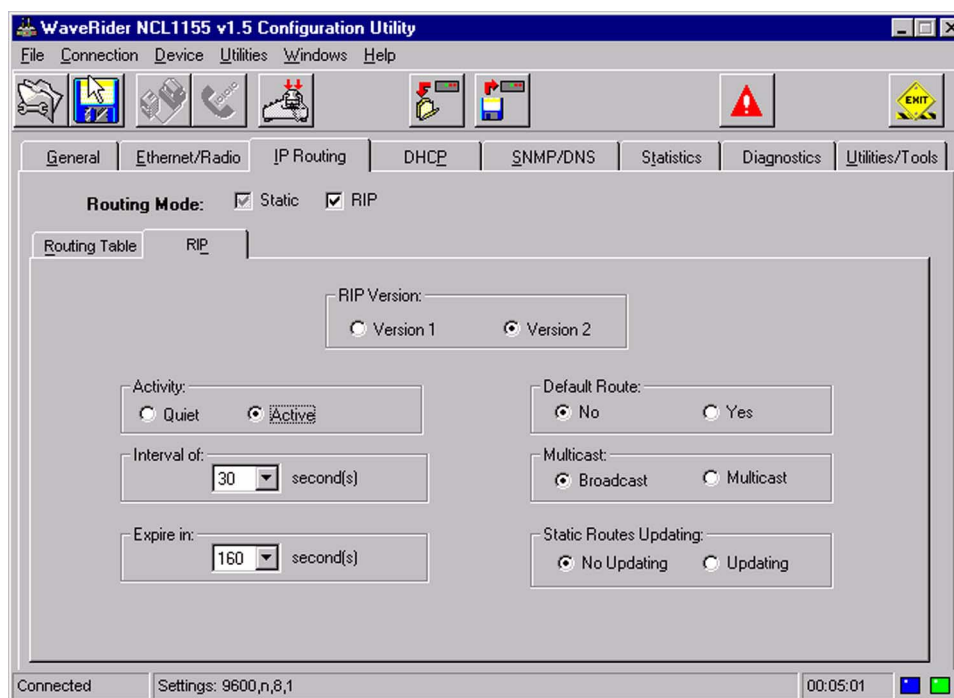 WaveRider NCL1155 v1.5 Configuration Utility
File Connection Device Utilities Windows Help
EXIT
General Ethernet/Radio IP Routing DHCP SNMP/DNS Statistics Diagnostics Utilities/Tools
Routing Mode: Static RIP
Routing Table RIP
RIP Version:
Version 1 Version 2
Activity: Default Route:
Quiet Active No Yes
Interval of: Multicast:
30 second(s) Broadcast Multicast
Expire in: Static Routes Updating:
160 second(s) No Updating Updating
Connected Settings: 9600,n,8,1 00:05:01